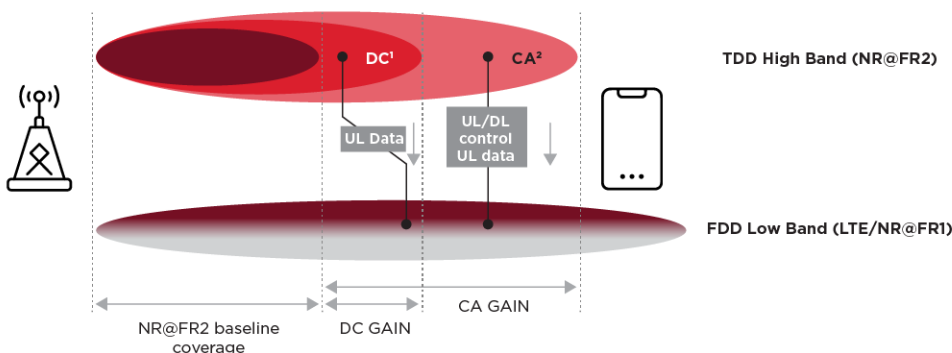 DC¹
CA²
TDD High Band (NR@FR2)
UL Data
UL/DL
control
UL data
FDD Low Band (LTE/NR@FR1)
NR@FR2 baseline
coverage
DC GAIN
CA GAIN